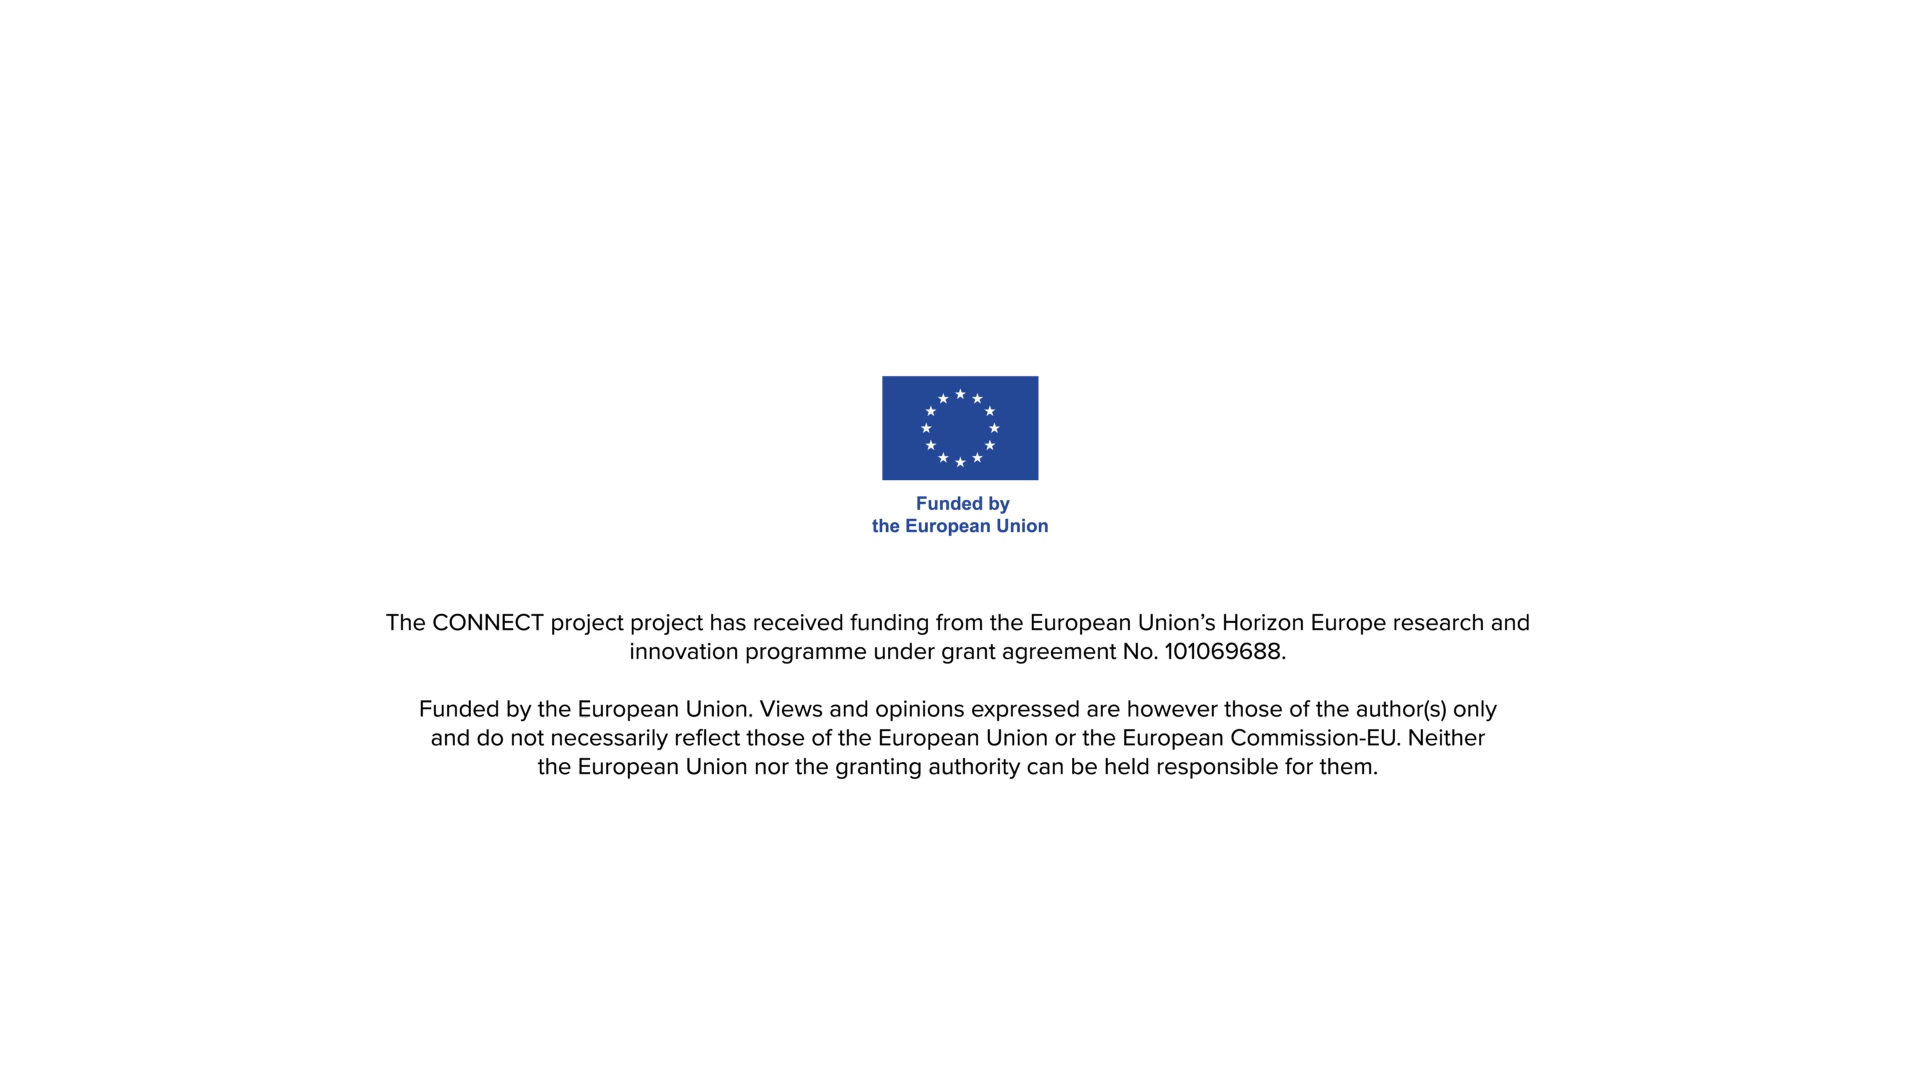 Funded by
the European Union
The CONNECT project project has received funding from the European Union’s Horizon Europe research and
innovation programme under grant agreement No. 101069688.
Funded by the European Union. Views and opinions expressed are however those of the author(s) only
and do not necessarily reflect those of the European Union or the European Commission-EU. Neither
the European Union nor the granting authority can be held responsible for them.